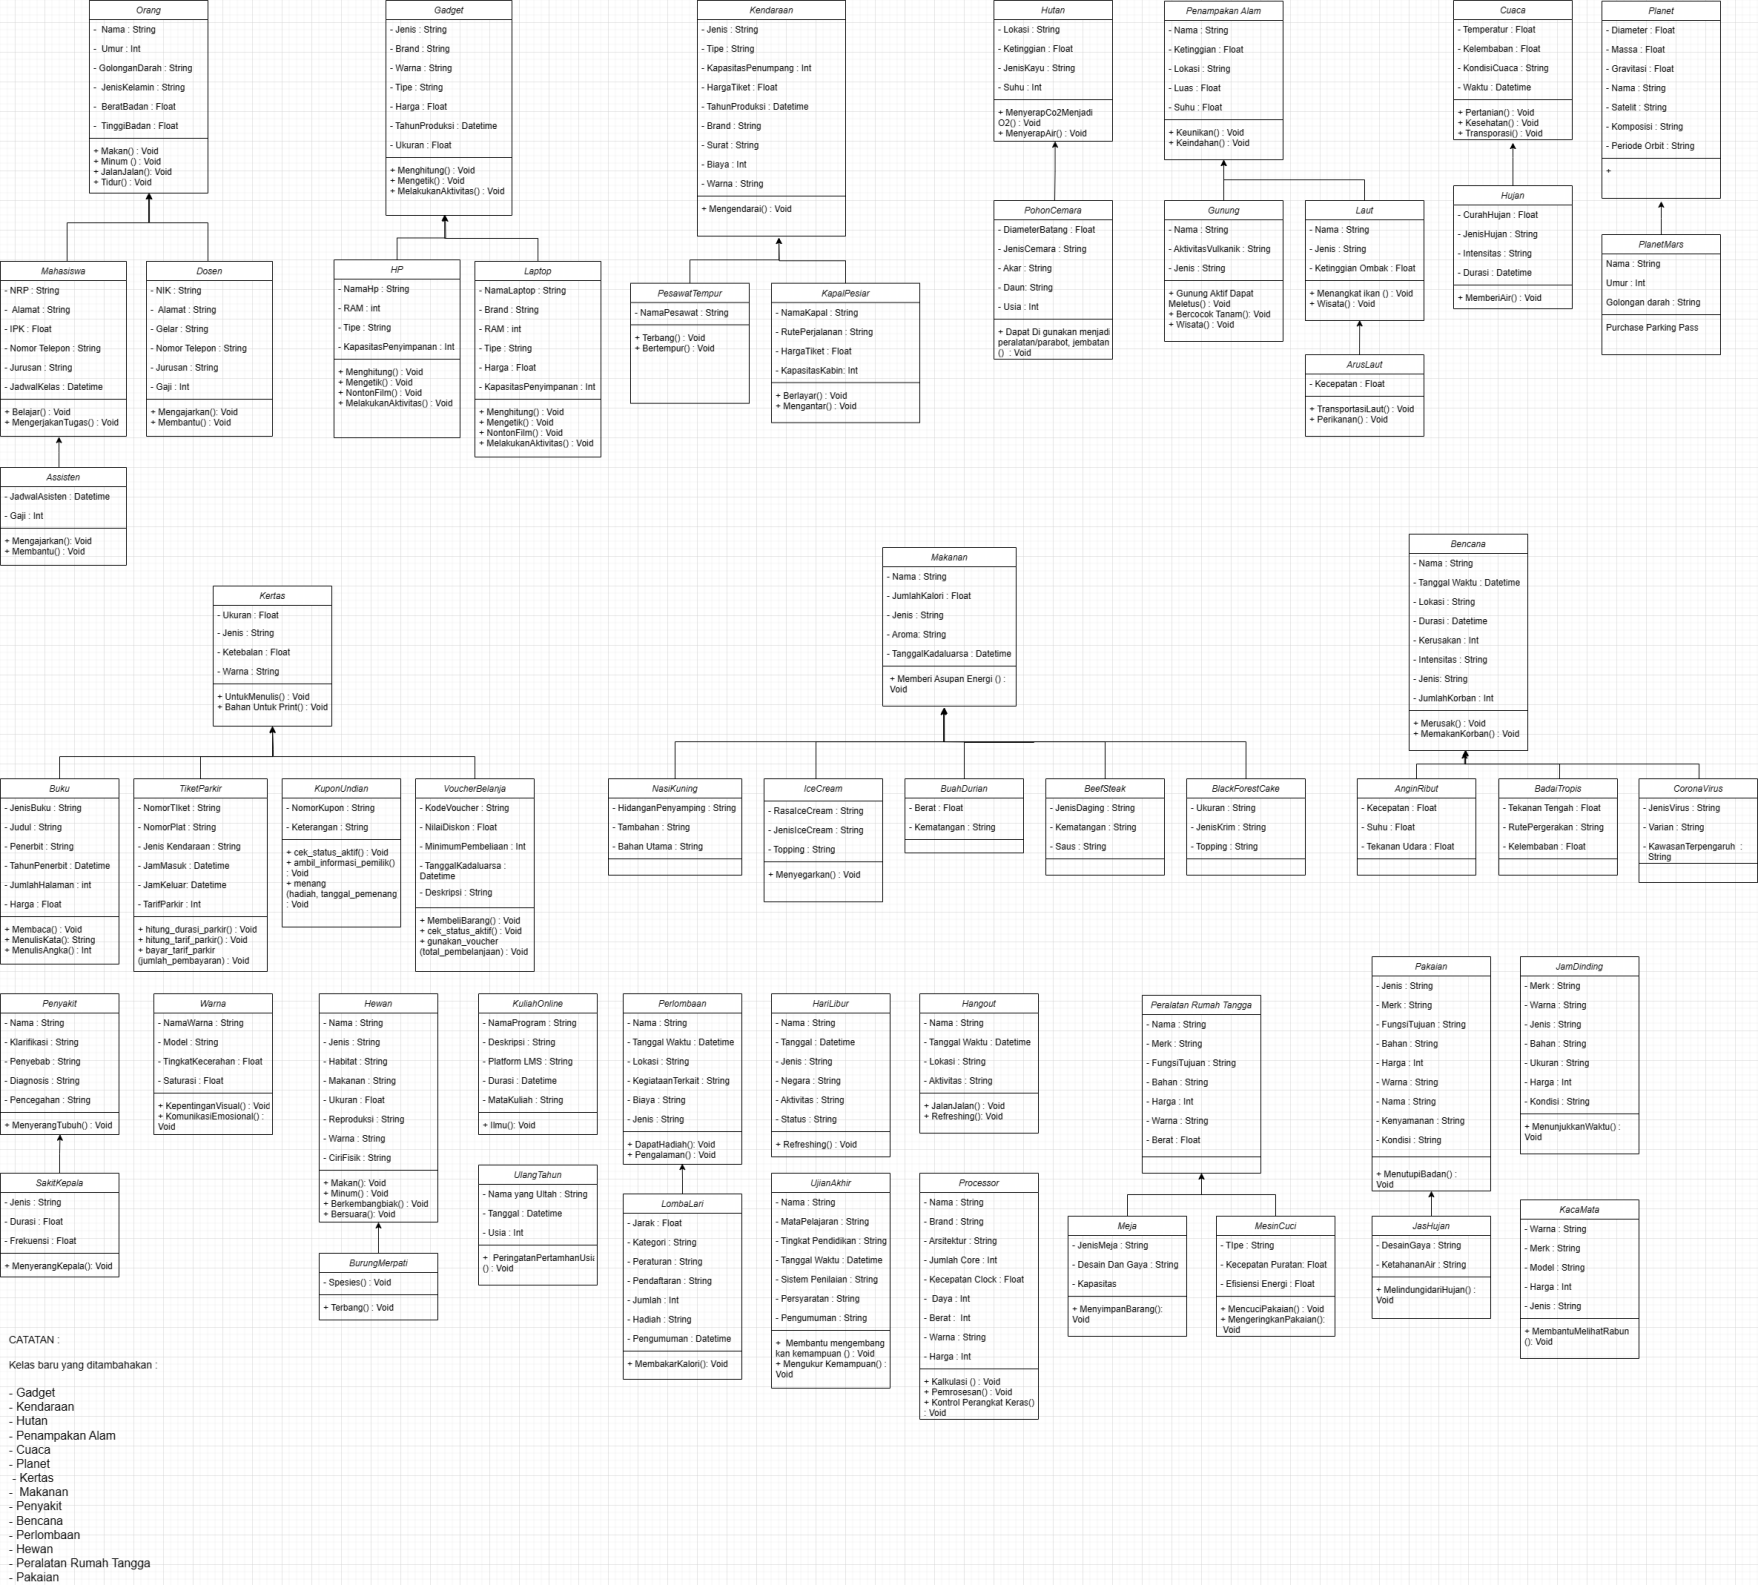 Orang
- Nama : String
- Umur : Int
- GolonganDarah : String
- JenisKelamin : String
- BeratBadan : Float
- TinggiBadan : Float
+ Makan() : Void
+ Minum () : Void
+ JalanJalan(): Void
+ Tidur() : Void
Gadget
- Jenis : String
- Brand : String
- Warna : String
- Tipe : String
- Harga : Float
- TahunProduksi : Datetime
- Ukuran : Float
+ Menghitung() : Void
+ Mengetik() : Void
+ MelakukanAktivitas() : Void
Kendaraan
- Jenis : String
- Tipe : String
- KapasitasPenumpang : Int
- HargaTiket : Float
- TahunProduksi : Datetime
- Brand : String
- Surat : String
- Biaya : Int
- Warna : String
+ Mengendarai() : Void
Hutan
- Lokasi : String
- Ketinggian : Float
- JenisKayu : String
- Suhu : Int
+ MenyerapCo2Menjadi
O2() : Void
+ MenyerapAir() : Void
Penampakan Alam
- Nama : String
- Ketinggian : Float
- Lokasi : String
- Luas : Float
- Suhu : Float
+ Keunikan() : Void
+ Keindahan() : Void
Cuaca
- Temperatur : Float
- Kelembaban : Float
- KondisiCuaca : String
- Waktu : Datetime
+ Pertanian() : Void
+ Kesehatan() : Void
+ Transporasi() : Void
Planet
- Diameter : Float
- Massa : Float
- Gravitasi : Float
- Nama : String
- Satelit : String
- Komposisi : String
- Periode Orbit : String
+
Mahasiswa
- NRP : String
- Alamat : String
- IPK : Float
- Nomor Telepon : String
- Jurusan : String
- JadwalKelas : Datetime
+ Belajar() : Void
+ MengerjakanTugas() : Void
Dosen
- NIK : String
- Alamat : String
- Gelar : String
- Nomor Telepon : String
- Jurusan : String
- Gaji : Int
+ Mengajarkan(): Void
+ Membantu() : Void
HP
- NamaHp : String
- RAM : int
- Tipe : String
- KapasitasPenyimpanan : Int
+ Menghitung() : Void
+ Mengetik() : Void
+ NontonFilm() : Void
+ MelakukanAktivitas() : Void
Laptop
- NamaLaptop : String
- Brand : String
- RAM : int
- Tipe : String
- Harga : Float
- KapasitasPenyimpanan : Int
+ Menghitung() : Void
+ Mengetik() : Void
+ NontonFilm() : Void
+ MelakukanAktivitas() : Void
PesawatTempur
- NamaPesawat : String
+ Terbang() : Void
+ Bertempur() : Void
KapalPesiar
- NamaKapal : String
- RutePerjalanan : String
- HargaTiket : Float
- KapasitasKabin: Int
+ Berlayar() : Void
+ Mengantar() : Void
PohonCemara
- DiameterBatang : Float
- JenisCemara : String
- Akar : String
- Daun: String
- Usia : Int
+ Dapat Di gunakan menjadi
peralatan/parabot, jembatan
() : Void
Gunung
- Nama : String
- AktivitasVulkanik : String
- Jenis : String
+ Gunung Aktif Dapat
Meletus() : Void
+ Bercocok Tanam(): Void
+ Wisata() : Void
Laut
- Nama : String
- Jenis : String
- Ketinggian Ombak : Float
+ Menangkat ikan () : Void
+ Wisata() : Void
Hujan
- CurahHujan : Float
- JenisHujan : String
- Intensitas : String
- Durasi : Datetime
+ MemberiAir() : Void
PlanetMars
Nama : String
Umur : Int
Golongan darah : String
Purchase Parking Pass
ArusLaut
- Kecepatan : Float
+ TransportasiLaut() : Void
+ Perikanan() : Void
Assisten
- JadwalAsisten : Datetime
- Gaji : Int
+ Mengajarkan(): Void
+ Membantu() : Void
Kertas
- Ukuran : Float
- Jenis : String
- Ketebalan : Float
- Warna : String
+ UntukMenulis() : Void
+ Bahan Untuk Print() : Void
Makanan
- Nama : String
- JumlahKalori : Float
- Jenis : String
- Aroma: String
- TanggalKadaluarsa : Datetime
+ Memberi Asupan Energi () :
Void
Bencana
- Nama : String
- Tanggal Waktu : Datetime
- Lokasi : String
- Durasi : Datetime
- Kerusakan : Int
- Intensitas : String
- Jenis: String
- JumlahKorban : Int
+ Merusak() : Void
+ MemakanKorban() : Void
Buku
- JenisBuku : String
- Judul : String
- Penerbit : String
- TahunPenerbit : Datetime
- JumlahHalaman : int
- Harga : Float
+ Membaca() : Void
+ MenulisKata(): String
+ MenulisAngka() : Int
TiketParkir
- NomorTIket : String
- NomorPlat : String
- Jenis Kendaraan : String
- JamMasuk : Datetime
- JamKeluar: Datetime
- TarifParkir : Int
+ hitung_durasi_parkir() : Void
+ hitung_tarif_parkir() : Void
+ bayar_tarif_parkir
(jumlah_pembayaran) : Void
KuponUndian
- NomorKupon : String
- Keterangan : String
+ cek_status_aktif() : Void
+ ambil_informasi_pemilik()
: Void
+ menang
(hadiah, tanggal_pemenang
: Void
VoucherBelanja
- KodeVoucher : String
- NilaiDiskon : Float
- MinimumPembeliaan : Int
- TanggalKadaluarsa :
Datetime
- Deskripsi : String
+ MembeliBarang() : Void
+ cek_status_aktif() : Void
+ gunakan_voucher
(total_pembelanjaan) : Void
NasiKuning
- HidanganPenyamping : String
- Tambahan : String
- Bahan Utama : String
IceCream
- RasaIceCream : String
- JenisIceCream : String
- Topping : String
+ Menyegarkan() : Void
BuahDurian
- Berat : Float
- Kematangan : String
BeefSteak
- JenisDaging : String
- Kematangan : String
- Saus : String
BlackForestCake
- Ukuran : String
- JenisKrim : String
- Topping : String
AnginRibut
- Kecepatan : Float
- Suhu : Float
- Tekanan Udara : Float
BadaiTropis
- Tekanan Tengah : Float
- RutePergerakan : String
- Kelembaban : Float
CoronaVirus
- JenisVirus : String
- Varian : String
- KawasanTerpengaruh :
String
Penyakit
- Nama : String
- Klarifikasi : String
- Penyebab : String
- Diagnosis : String
- Pencegahan : String
+ MenyerangTubuh() : Void
Warna
- NamaWarna : String
- Model : String
- TingkatKecerahan : Float
- Saturasi : Float
+ KepentinganVisual() : Void
+ KomunikasiEmosional() :
Void
Hewan
- Nama : String
- Jenis : String
- Habitat : String
- Makanan : String
- Ukuran : Float
- Reproduksi : String
- Warna : String
- CiriFisik : String
+ Makan(): Void
+ Minum() : Void
+ Berkembangbiak() : Void
+ Bersuara(): Void
KuliahOnline
- NamaProgram : String
- Deskripsi : String
- Platform LMS : String
- Durasi : Datetime
- MataKuliah : String
+ Ilmu(): Void
Perlombaan
- Nama : String
- Tanggal Waktu : Datetime
- Lokasi : String
- KegiataanTerkait : String
- Biaya : String
- Jenis : String
+ DapatHadiah(): Void
+ Pengalaman() : Void
HariLibur
- Nama : String
- Tanggal : Datetime
- Jenis : String
- Negara : String
- Aktivitas : String
- Status : String
+ Refreshing() : Void
Hangout
- Nama : String
- Tanggal Waktu : Datetime
- Lokasi : String
- Aktivitas : String
+ JalanJalan() : Void
+ Refreshing(): Void
Peralatan Rumah Tangga
- Nama : String
- Merk : String
- FungsiTujuan : String
- Bahan : String
- Harga : Int
- Warna : String
- Berat : Float
Pakaian
- Jenis : String
- Merk : String
- FungsiTujuan : String
- Bahan : String
- Harga : Int
- Warna : String
- Nama : String
- Kenyamanan : String
- Kondisi : String
+ MenutupiBadan() :
Void
JamDinding
- Merk : String
- Warna : String
- Jenis : String
- Bahan : String
- Ukuran : String
- Harga : Int
- Kondisi : String
+ MenunjukkanWaktu() :
Void
SakitKepala
- Jenis : String
- Durasi : Float
- Frekuensi : Float
+ MenyerangKepala(): Void
BurungMerpati
- Spesies() : Void
+ Terbang() : Void
UlangTahun
- Nama yang Ultah : String
- Tanggal : Datetime
- Usia : Int
+ PeringatanPertamhanUsia
() : Void
LombaLari
- Jarak : Float
- Kategori : String
- Peraturan : String
- Pendaftaran : String
- Jumlah : Int
- Hadiah : String
- Pengumuman : Datetime
+ MembakarKalori(): Void
UjianAkhir
- Nama : String
- MataPelajaran : String
- Tingkat Pendidikan : String
- Tanggal Waktu : Datetime
- Sistem Penilaian : String
- Persyaratan : String
- Pengumuman : String
+ Membantu mengembang
kan kemampuan () : Void
+ Mengukur Kemampuan() :
Void
Processor
- Nama : String
- Brand : String
- Arsitektur : String
- Jumlah Core : Int
- Kecepatan Clock : Float
- Daya : Int
- Berat : Int
- Warna : String
- Harga : Int
+ Kalkulasi () : Void
+ Pemrosesan() : Void
+ Kontrol Perangkat Keras()
: Void
Meja
- JenisMeja : String
- Desain Dan Gaya : String
- Kapasitas
+ MenyimpanBarang():
Void
MesinCuci
- TIpe : String
- Kecepatan Puratan: Float
- Efisiensi Energi : Float
+ MencuciPakaian() : Void
+ MengeringkanPakaian():
Void
JasHujan
- DesainGaya : String
- KetahananAir : String
+ MelindungidariHujan() :
Void
KacaMata
- Warna : String
- Merk : String
- Model : String
- Harga : Int
- Jenis : String
+ MembantuMelihatRabun
(): Void
CATATAN :
Kelas baru yang ditambahakan :
- Gadget
- Kendaraan
- Hutan
- Penampakan Alam
- Cuaca
- Planet
- Kertas
- Makanan
- Penyakit
- Bencana
- Perlombaan
- Hewan
- Peralatan Rumah Tangga
- Pakaian